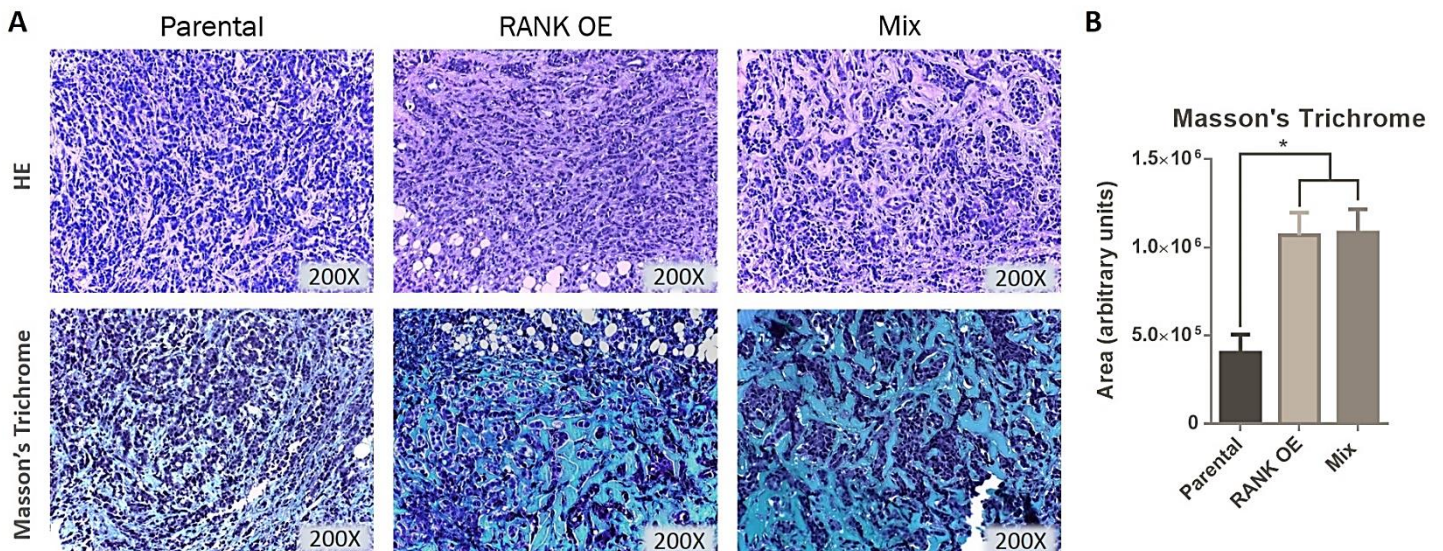 A
Parental
RANK OE
Mix
HE
200X
200X
200X
Masson's Trichrome
200X
200X
200X
B
Masson's Trichrome
*
Area (arbitrary units)
1.5×10⁶
1.0×10⁶
5.0×10⁵
0
Parental
RANK OE
Mix